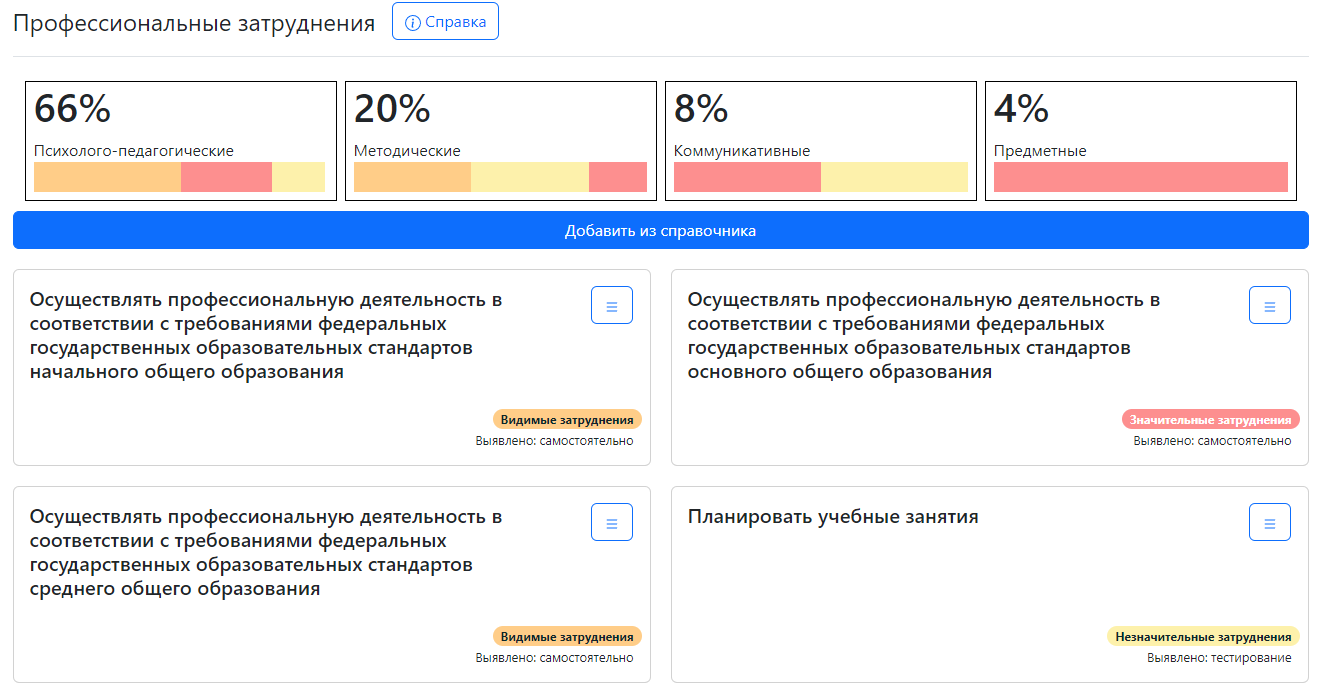 Профессиональные затруднения
Справка
66%
Психолого-педагогические
20%
Методические
8%
Коммуникативные
4%
Предметные
Добавить из справочника
Осуществлять профессиональную деятельность в
соответствии с требованиями федеральных
государственных образовательных стандартов
начального общего образования
Видимые затруднения
Выявлено: самостоятельно
Осуществлять профессиональную деятельность в
соответствии с требованиями федеральных
государственных образовательных стандартов
основного общего образования
Значительные затруднения
Выявлено: самостоятельно
Осуществлять профессиональную деятельность в
соответствии с требованиями федеральных
государственных образовательных стандартов
среднего общего образования
Видимые затруднения
Выявлено: самостоятельно
Планировать учебные занятия
Незначительные затруднения
Выявлено: тестирование